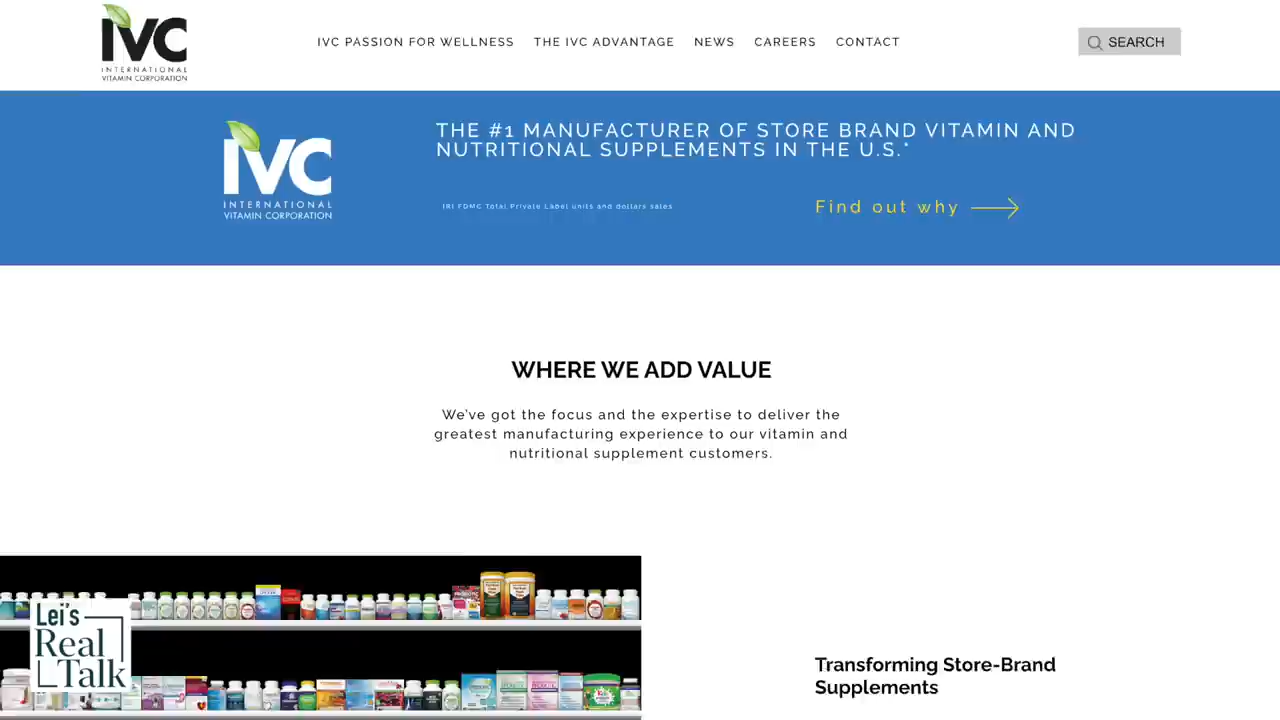 IVC
INTERNATIONAL
VITAMIN CORPORATION
IVC PASSION FOR WELLNESS
THE IVC ADVANTAGE
NEWS
CAREERS
CONTACT
SEARCH
IVC
INTERNATIONAL
VITAMIN CORPORATION
THE #1 MANUFACTURER OF STORE BRAND VITAMIN AND
NUTRITIONAL SUPPLEMENTS IN THE U.S.*
IRI FDMC Total Private Label units and dollars sales
Find out why
WHERE WE ADD VALUE
We've got the focus and the expertise to deliver the
greatest manufacturing experience to our vitamin and
nutritional supplement customers.
Lei's
Real
Talk
Transforming Store-Brand
Supplements